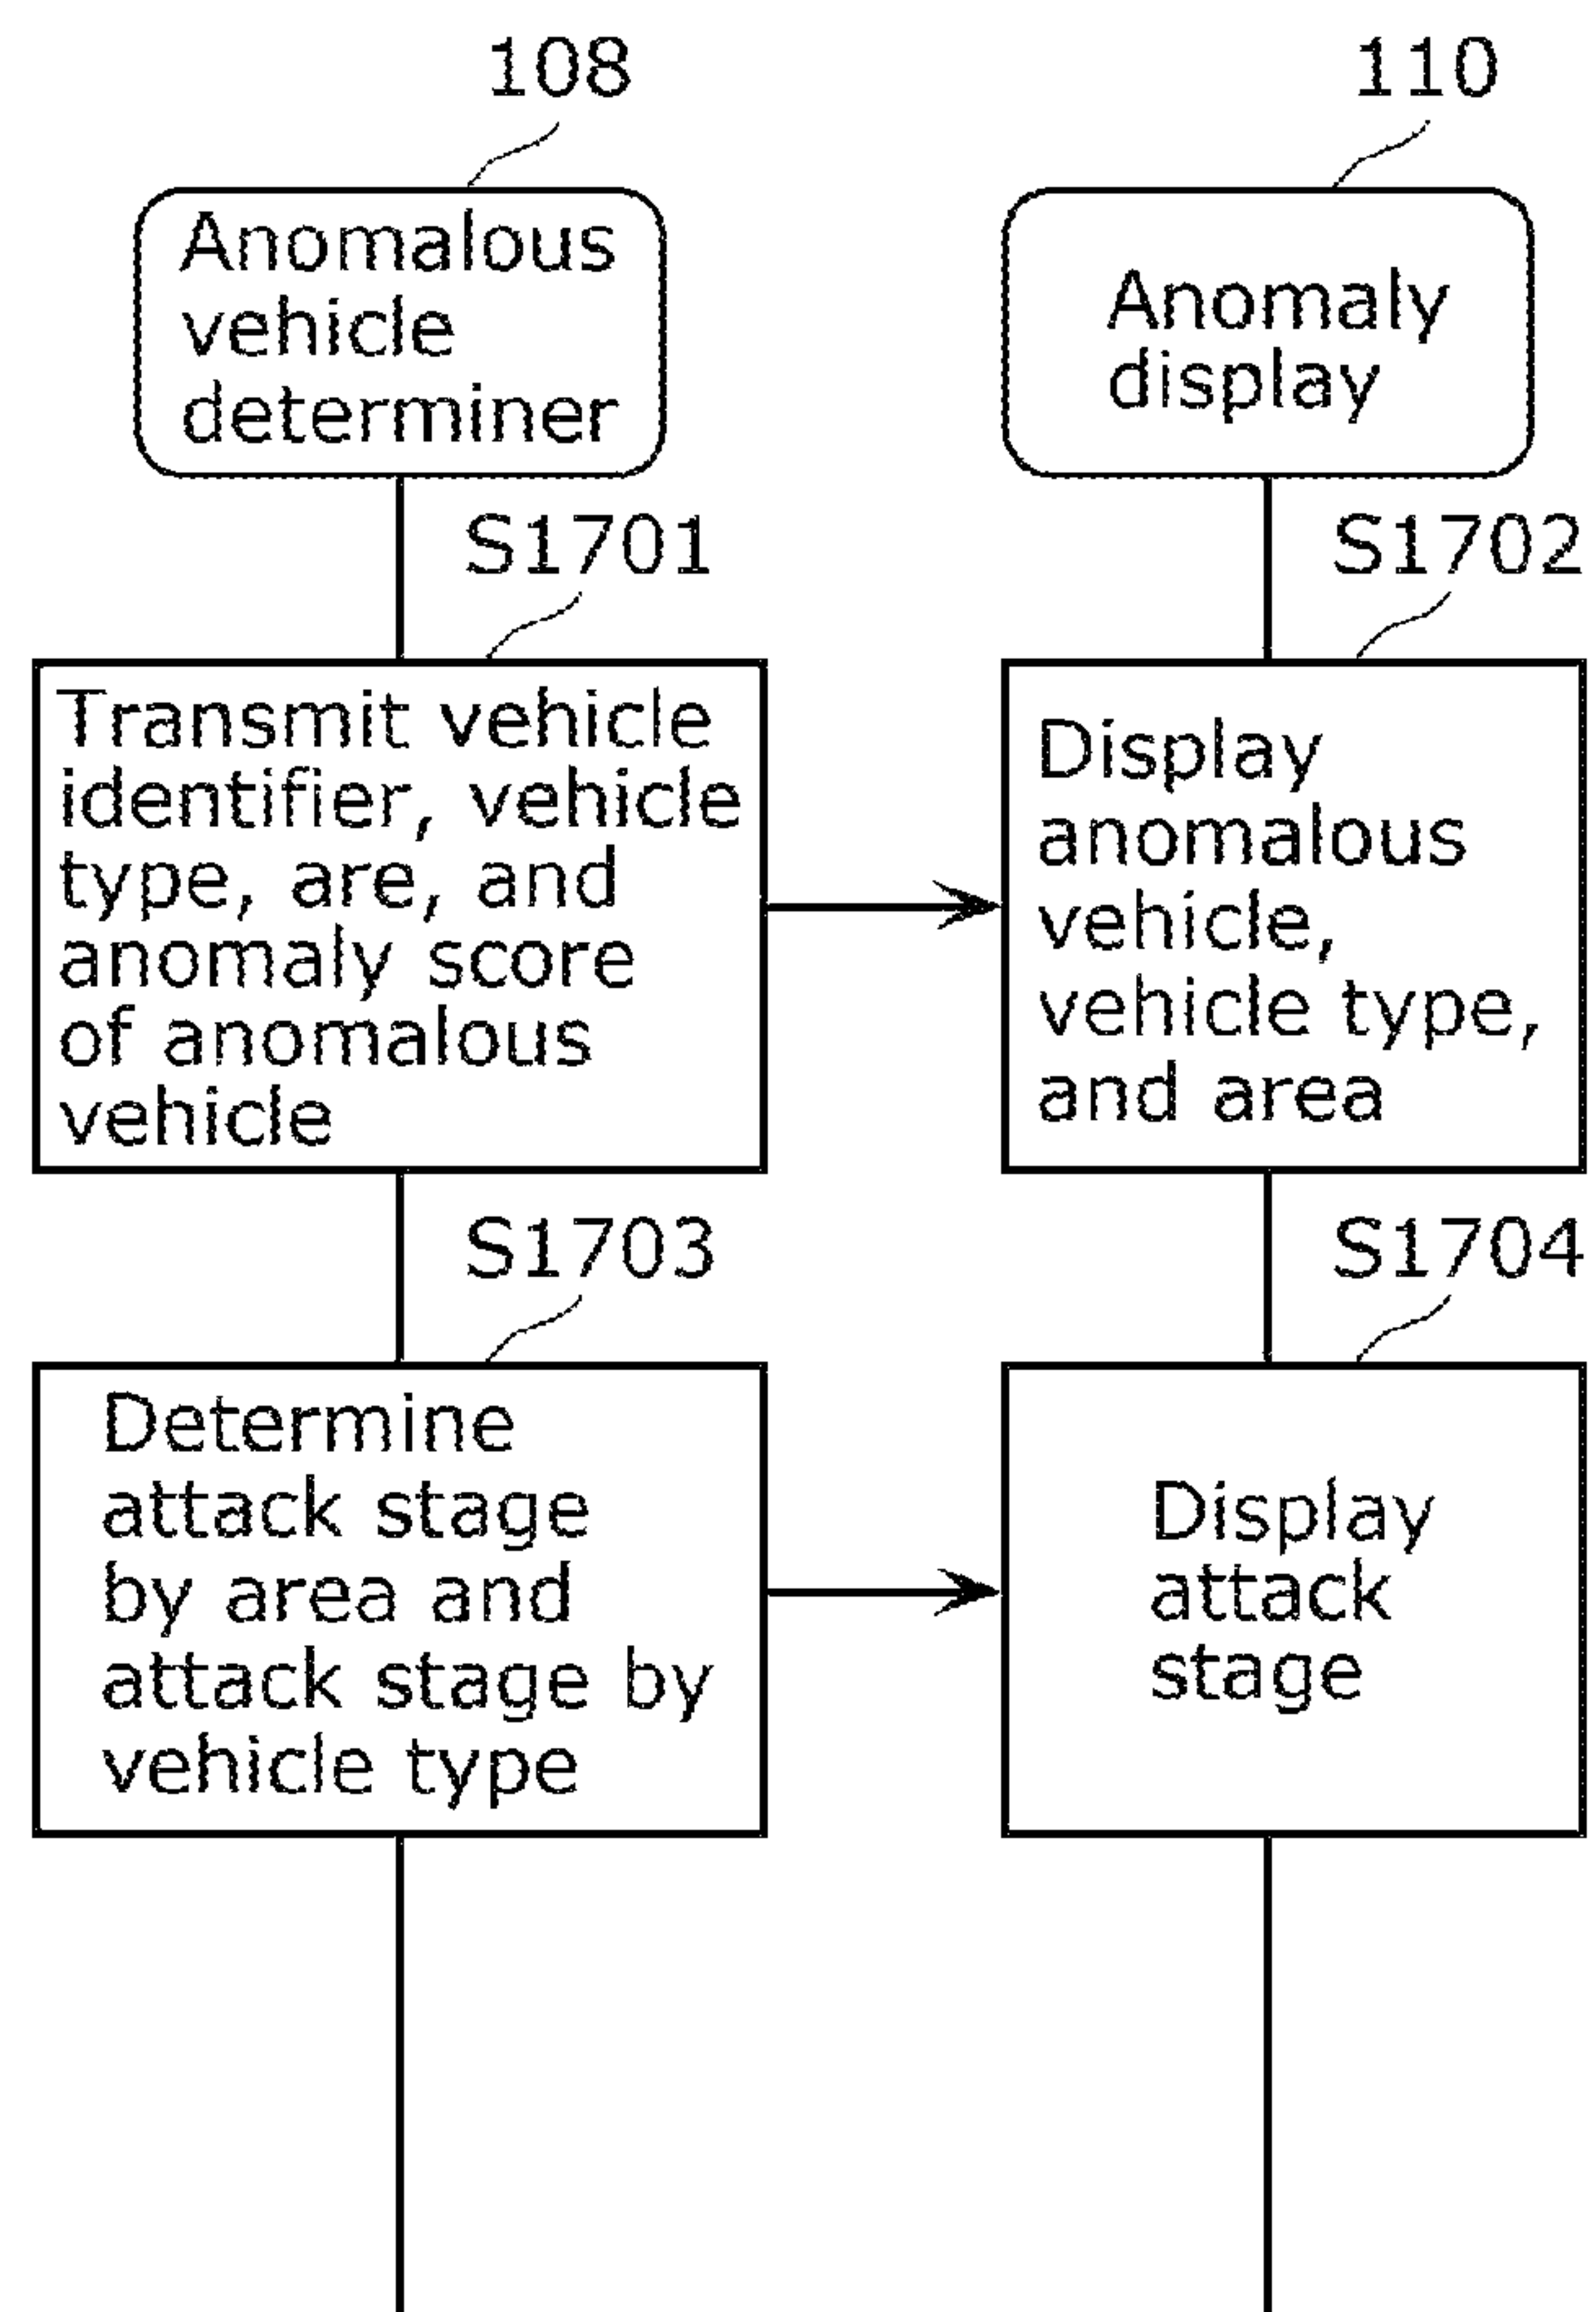 108
110
Anomalous
vehicle
determiner
Anomaly
display
S1701
S1702
Transmit vehicle
identifier, vehicle
type, are, and
anomaly score
of anomalous
vehicle
Display
anomalous
vehicle,
vehicle type,
and area
S1703
S1704
Determine
attack stage
by area and
attack stage by
vehicle type
Display
attack
stage